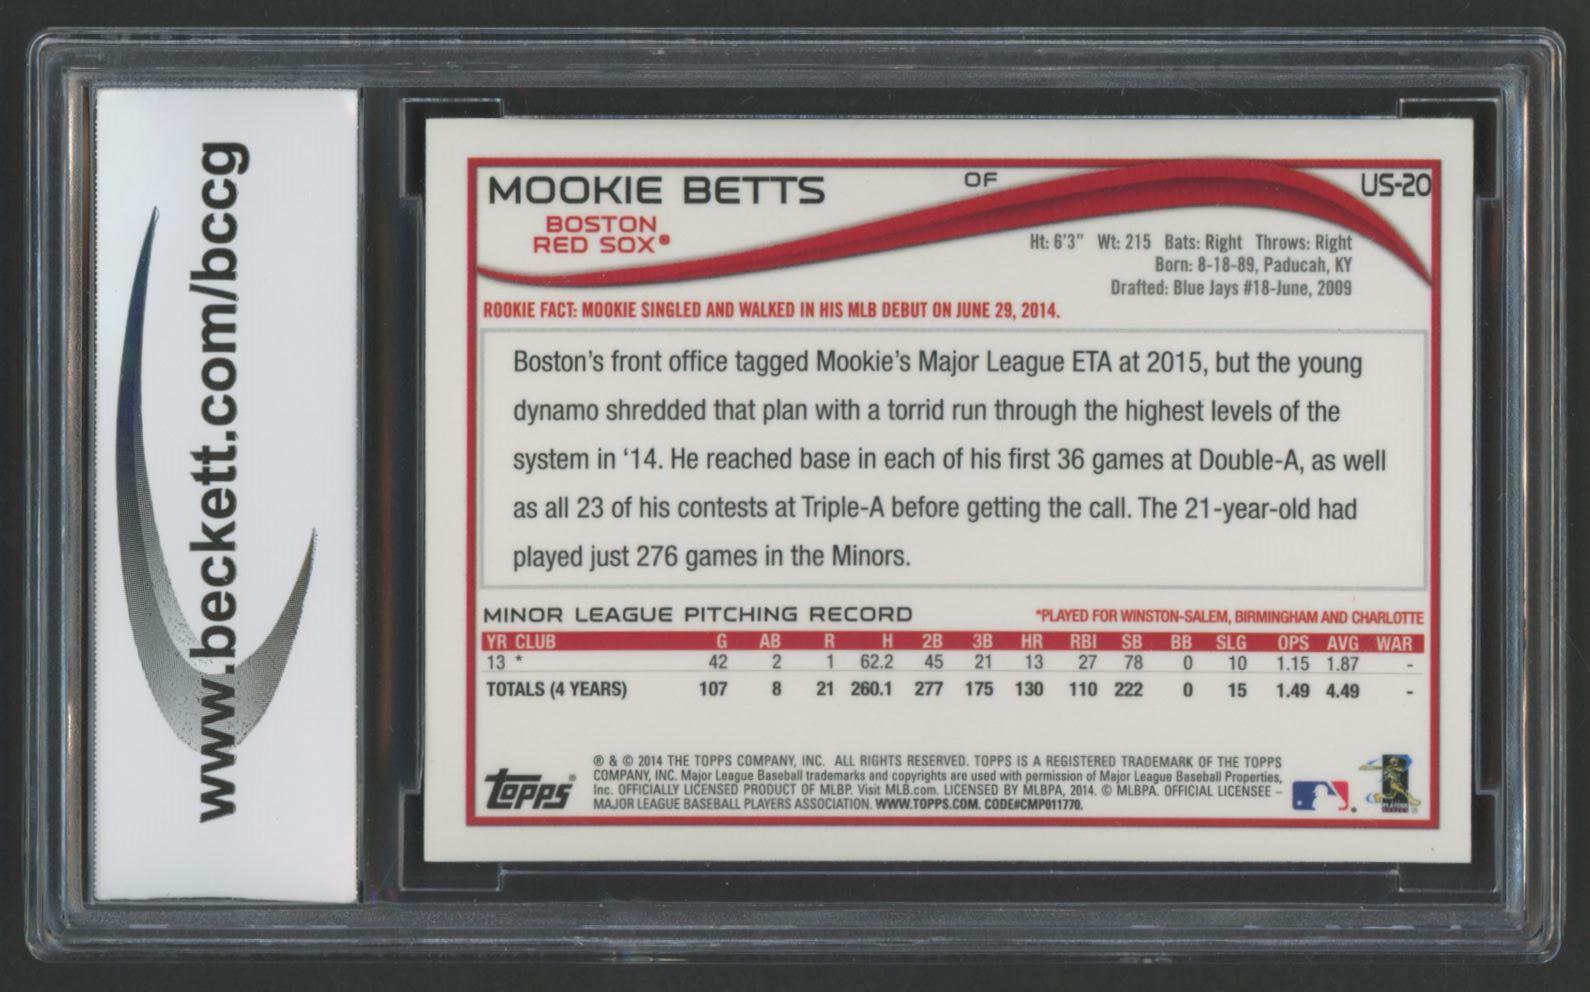 www.beckett.com/bccg
MOOKIE BETTS
OF
US-20
BOSTON
RED SOX®
Ht: 6'3" Wt: 215 Bats: Right Throws: Right
Born: 8-18-89, Paducah, KY
Drafted: Blue Jays #18-June, 2009
ROOKIE FACT: MOOKIE SINGLED AND WALKED IN HIS MLB DEBUT ON JUNE 29, 2014.
Boston's front office tagged Mookie's Major League ETA at 2015, but the young
dynamo shredded that plan with a torrid run through the highest levels of the
system in '14. He reached base in each of his first 36 games at Double-A, as well
as all 23 of his contests at Triple-A before getting the call. The 21-year-old had
played just 276 games in the Minors.
MINOR LEAGUE PITCHING RECORD *PLAYED FOR WINSTON-SALEM, BIRMINGHAM AND CHARLOTTE
YR CLUB G AB R H 2B 3B HR RBI SB BB SLG OPS AVG WAR
13 * 42 2 1 62.2 45 21 13 27 78 0 10 1.15 1.87 -
TOTALS (4 YEARS) 107 8 21 260.1 277 175 130 110 222 0 15 1.49 4.49 -
Topps®
® & © 2014 THE TOPPS COMPANY, INC. ALL RIGHTS RESERVED. TOPPS IS A REGISTERED TRADEMARK OF THE TOPPS
COMPANY, INC. Major League Baseball trademarks and copyrights are used with permission of Major League Baseball Properties,
Inc. OFFICIALLY LICENSED PRODUCT OF MLBP. Visit MLB.com. LICENSED BY MLBPA, 2014. © MLBPA. OFFICIAL LICENSEE –
MAJOR LEAGUE BASEBALL PLAYERS ASSOCIATION. WWW.TOPPS.COM. CODE#CMP011770.